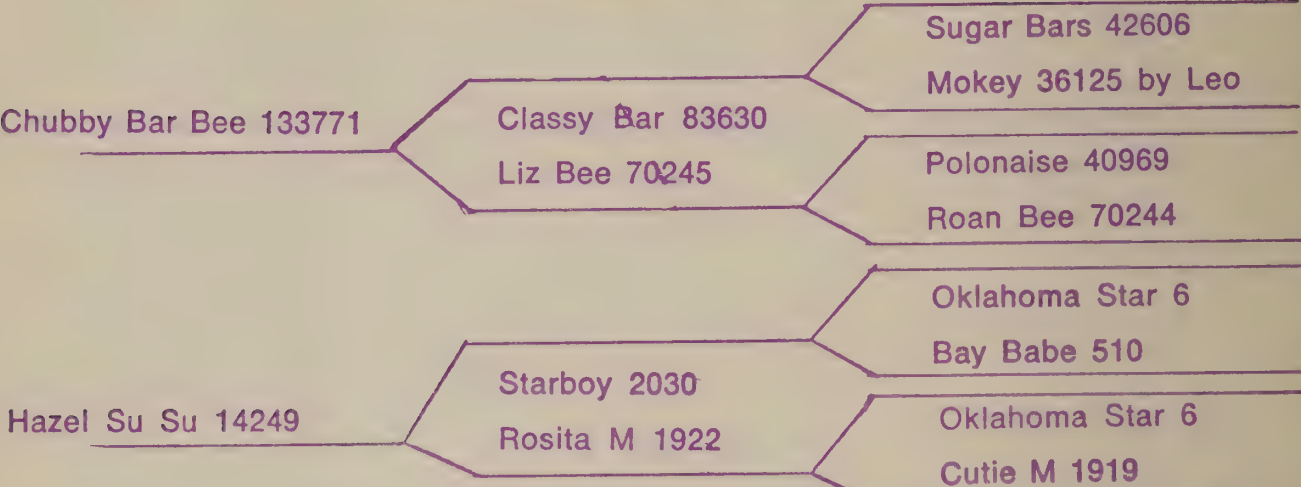 Sugar Bars 42606
Mokey 36125 by Leo
Chubby Bar Bee 133771
Classy Bar 83630
Liz Bee 70245
Polonaise 40969
Roan Bee 70244
Oklahoma Star 6
Bay Babe 510
Hazel Su Su 14249
Starboy 2030
Rosita M 1922
Oklahoma Star 6
Cutie M 1919